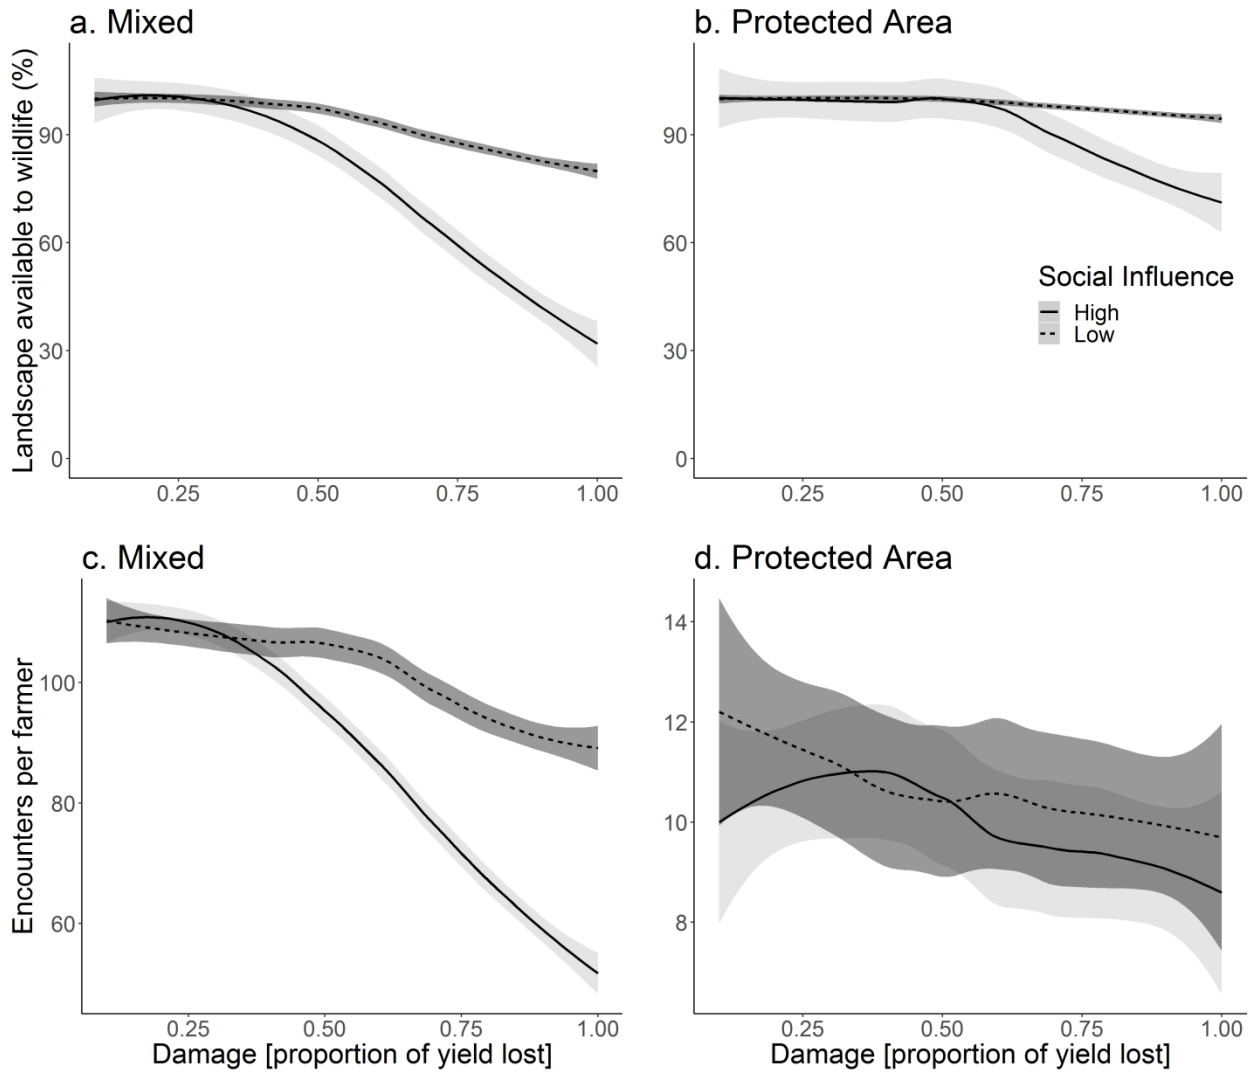 a. Mixed
b. Protected Area
Landscape available to wildlife (%)
90
60
30
0
0.25 0.50 0.75 1.00
90
60
30
0
0.25 0.50 0.75 1.00
Social Influence
High
Low
c. Mixed
d. Protected Area
Encounters per farmer
100
80
60
0.25 0.50 0.75 1.00
Damage [proportion of yield lost]
14
12
10
8
0.25 0.50 0.75 1.00
Damage [proportion of yield lost]